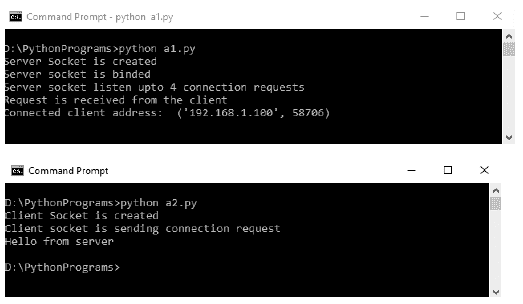 Command Prompt - python a1.py
D:\PythonPrograms>python a1.py
Server Socket is created
Server socket is binded
Server socket listen upto 4 connection requests
Request is received from the client
Connected client address:  ('192.168.1.100', 58706)
Command Prompt
D:\PythonPrograms>python a2.py
Client Socket is created
Client socket is sending connection request
Hello from server
D:\PythonPrograms>